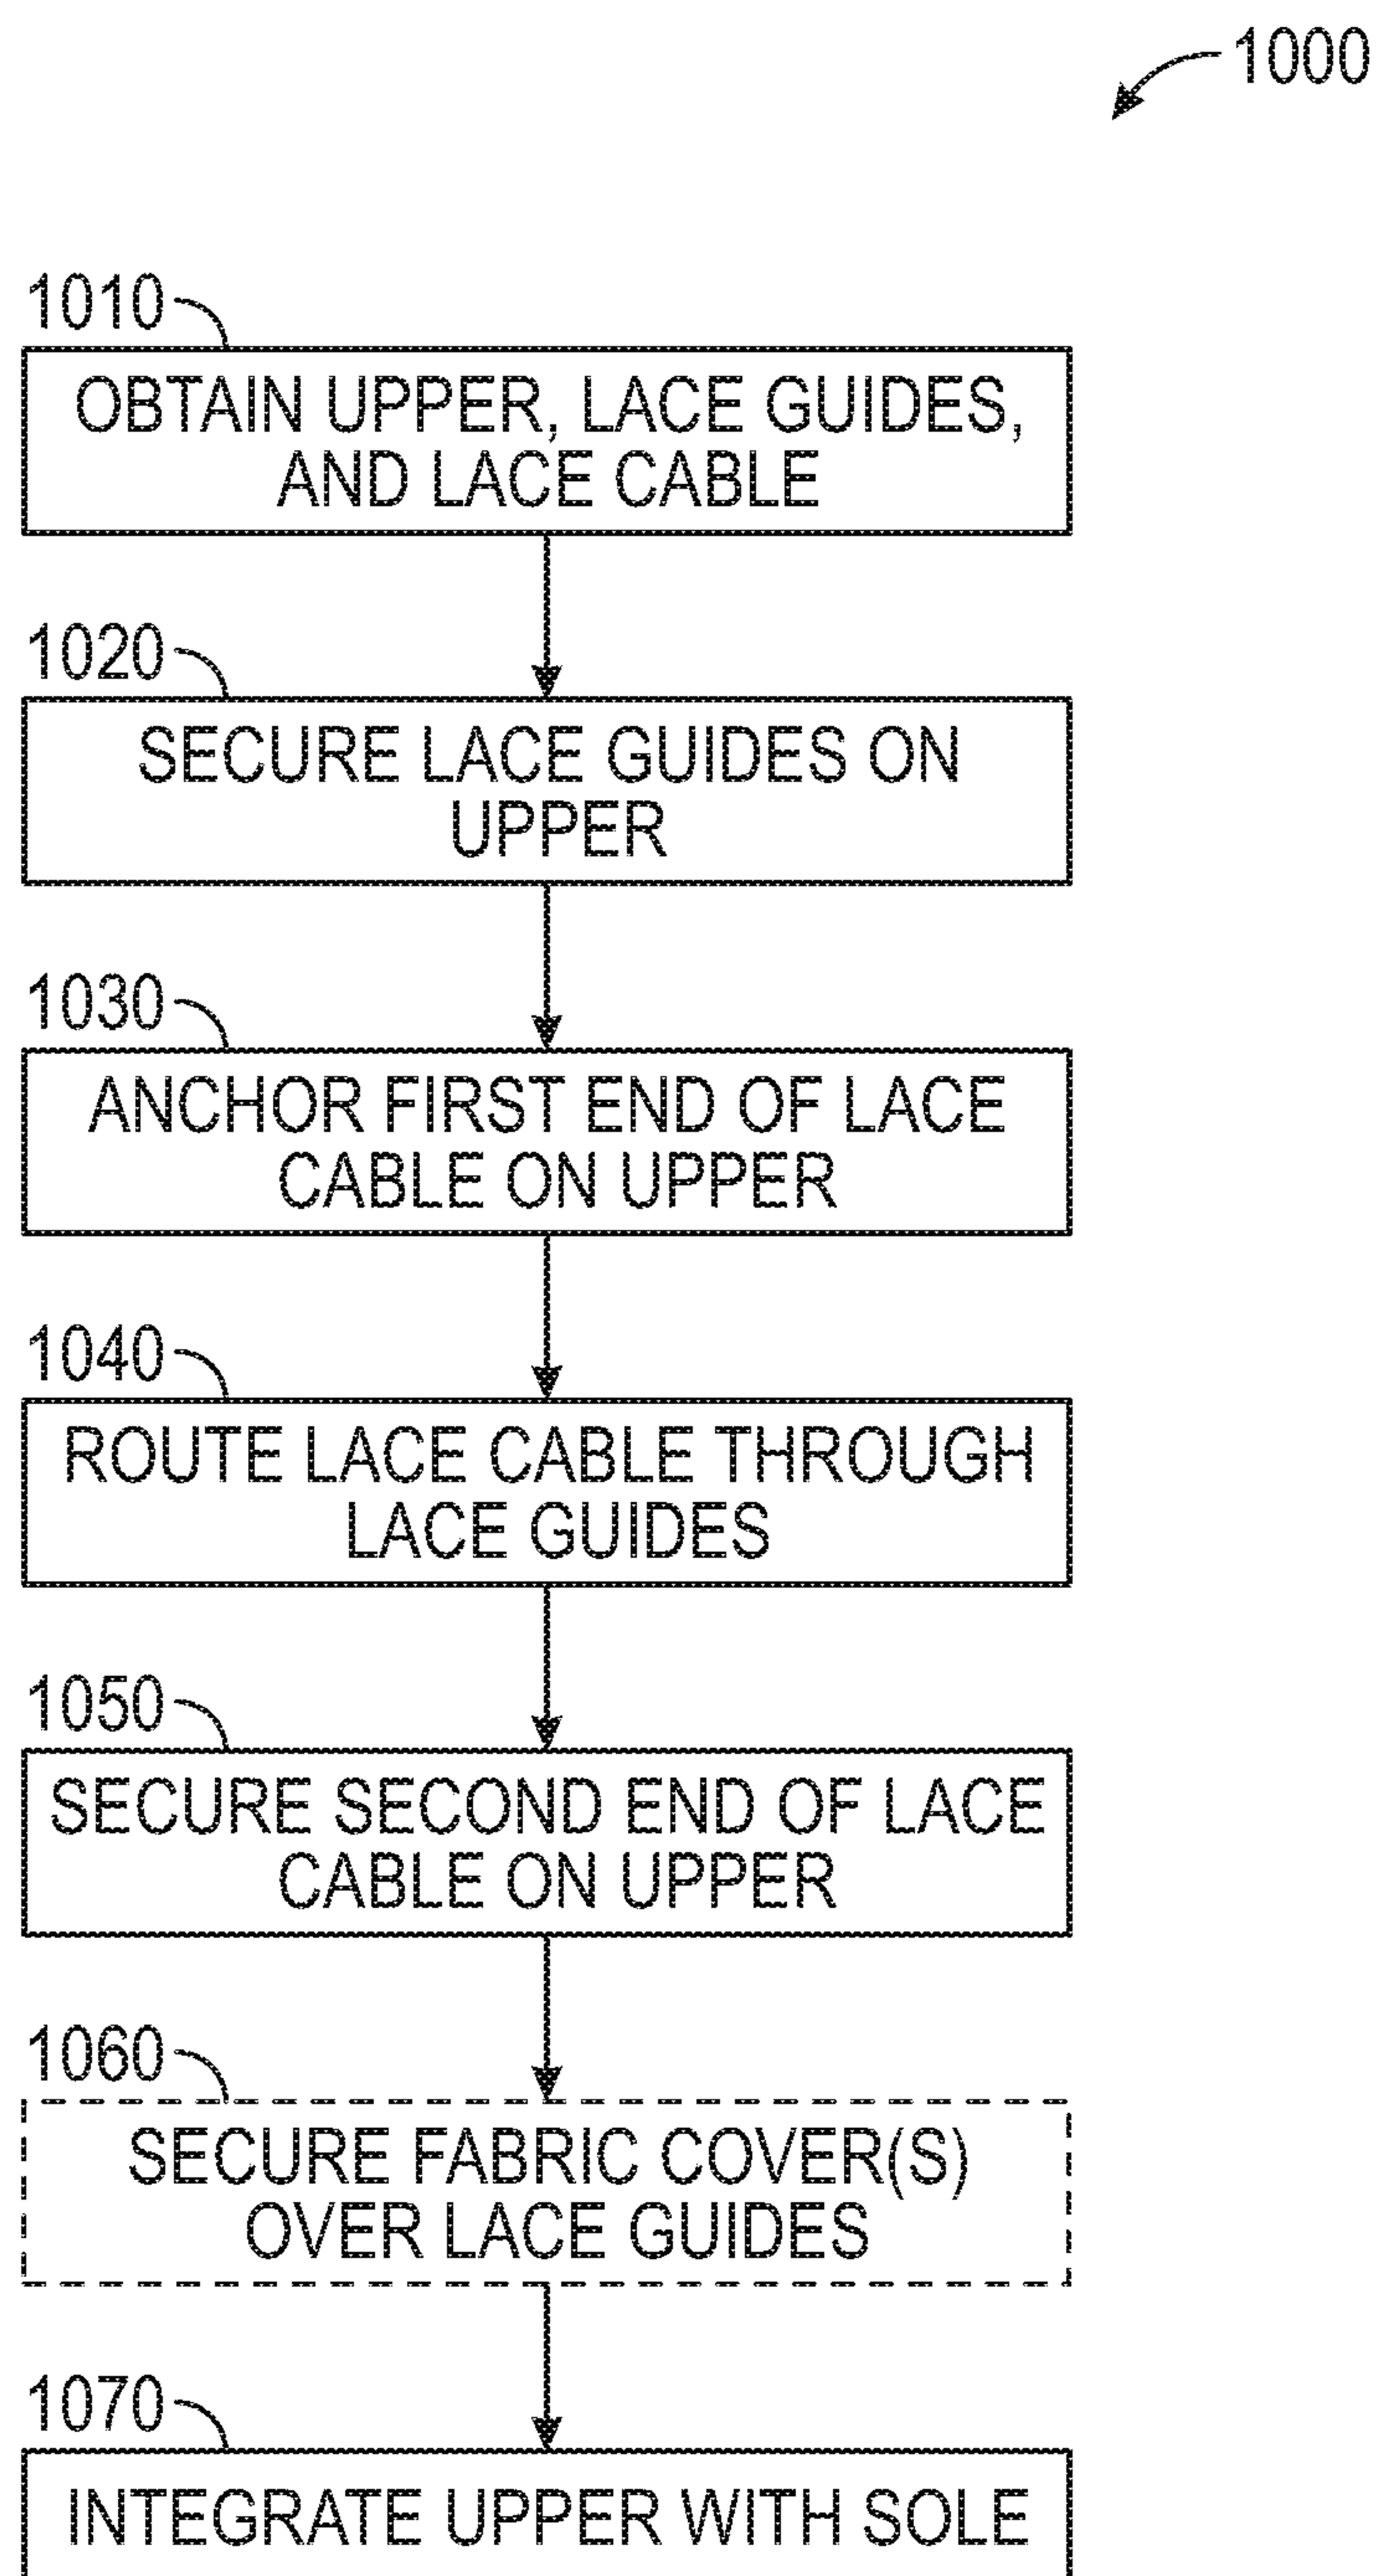 1000
1010
OBTAIN UPPER, LACE GUIDES,
AND LACE CABLE
1020
SECURE LACE GUIDES ON
UPPER
1030
ANCHOR FIRST END OF LACE
CABLE ON UPPER
1040
ROUTE LACE CABLE THROUGH
LACE GUIDES
1050
SECURE SECOND END OF LACE
CABLE ON UPPER
1060
SECURE FABRIC COVER(S)
OVER LACE GUIDES
1070
INTEGRATE UPPER WITH SOLE